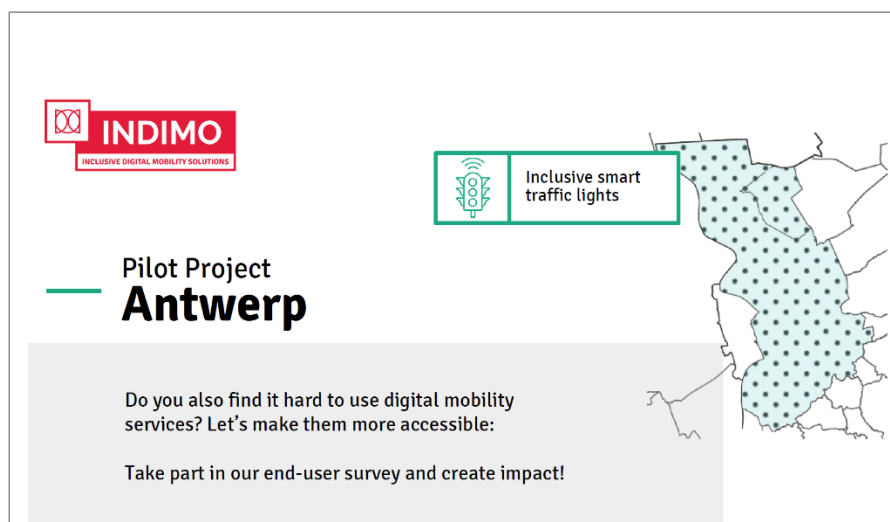 INDIMO
INCLUSIVE DIGITAL MOBILITY SOLUTIONS
Inclusive smart
traffic lights
Pilot Project
Antwerp
Do you also find it hard to use digital mobility
services? Let’s make them more accessible:
Take part in our end-user survey and create impact!